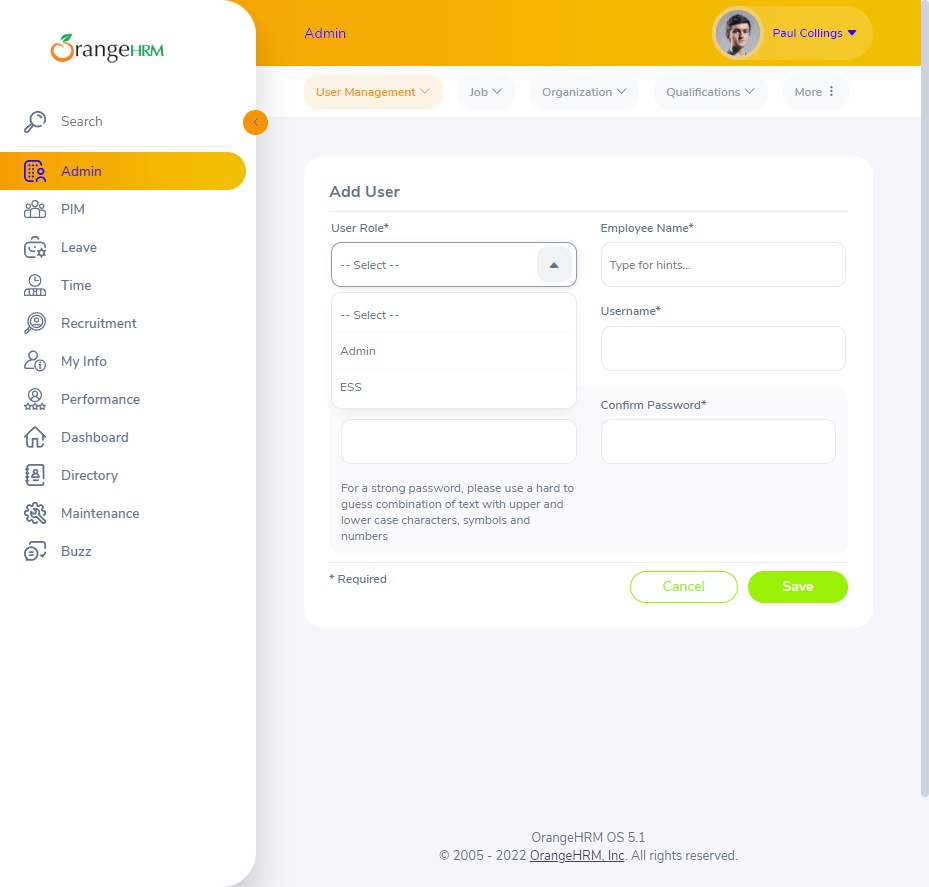 OrangeHRM
Search
Admin
PIM
Leave
Time
Recruitment
My Info
Performance
Dashboard
Directory
Maintenance
Buzz
Admin
Paul Collings
User Management
Job
Organization
Qualifications
More
Add User
User Role*
Employee Name*
-- Select --
Type for hints...
-- Select --
Admin
ESS
Username*
Confirm Password*
For a strong password, please use a hard to
guess combination of text with upper and
lower case characters, symbols and
numbers
* Required
Cancel
Save
OrangeHRM OS 5.1
© 2005 - 2022 OrangeHRM, Inc. All rights reserved.